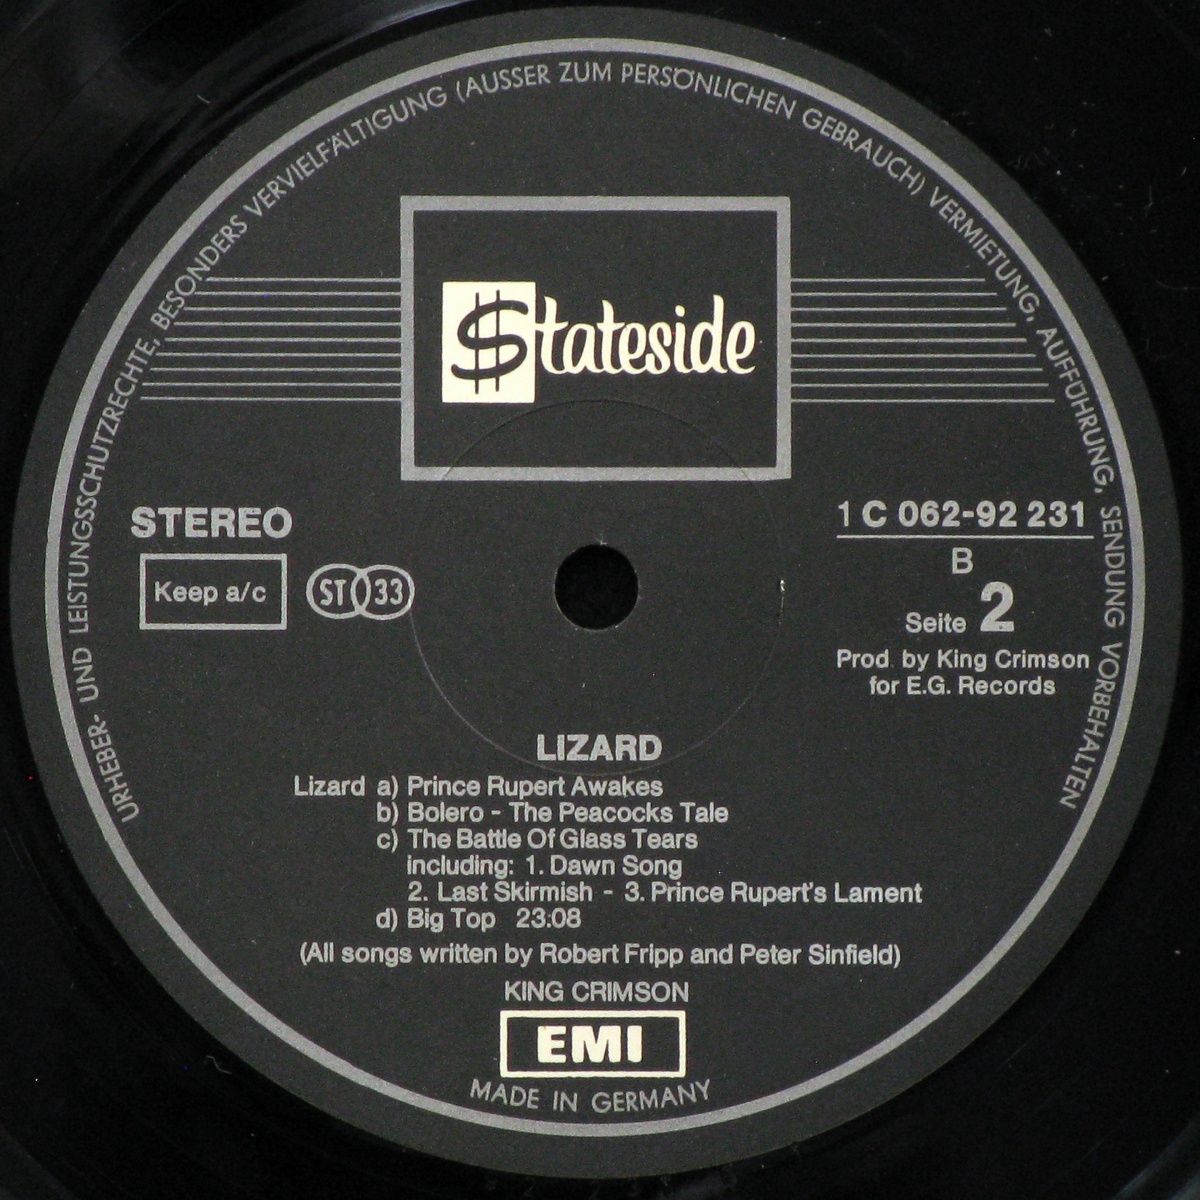 URHEBER- UND LEISTUNGSSCHUTZRECHTE, BESONDERS VERVIELFÄLTIGUNG (AUSSER ZUM PERSÖNLICHEN GEBRAUCH) VERMIETUNG, AUFFÜHRUNG, SENDUNG VORBEHALTEN
Stateside
STEREO
Keep a/c
ST 33
1 C 062-92 231
B
Seite 2
Prod. by King Crimson
for E.G. Records
LIZARD
Lizard a) Prince Rupert Awakes
b) Bolero - The Peacocks Tale
c) The Battle Of Glass Tears
including: 1. Dawn Song
2. Last Skirmish - 3. Prince Rupert's Lament
d) Big Top 23:08
(All songs written by Robert Fripp and Peter Sinfield)
KING CRIMSON
EMI
MADE IN GERMANY